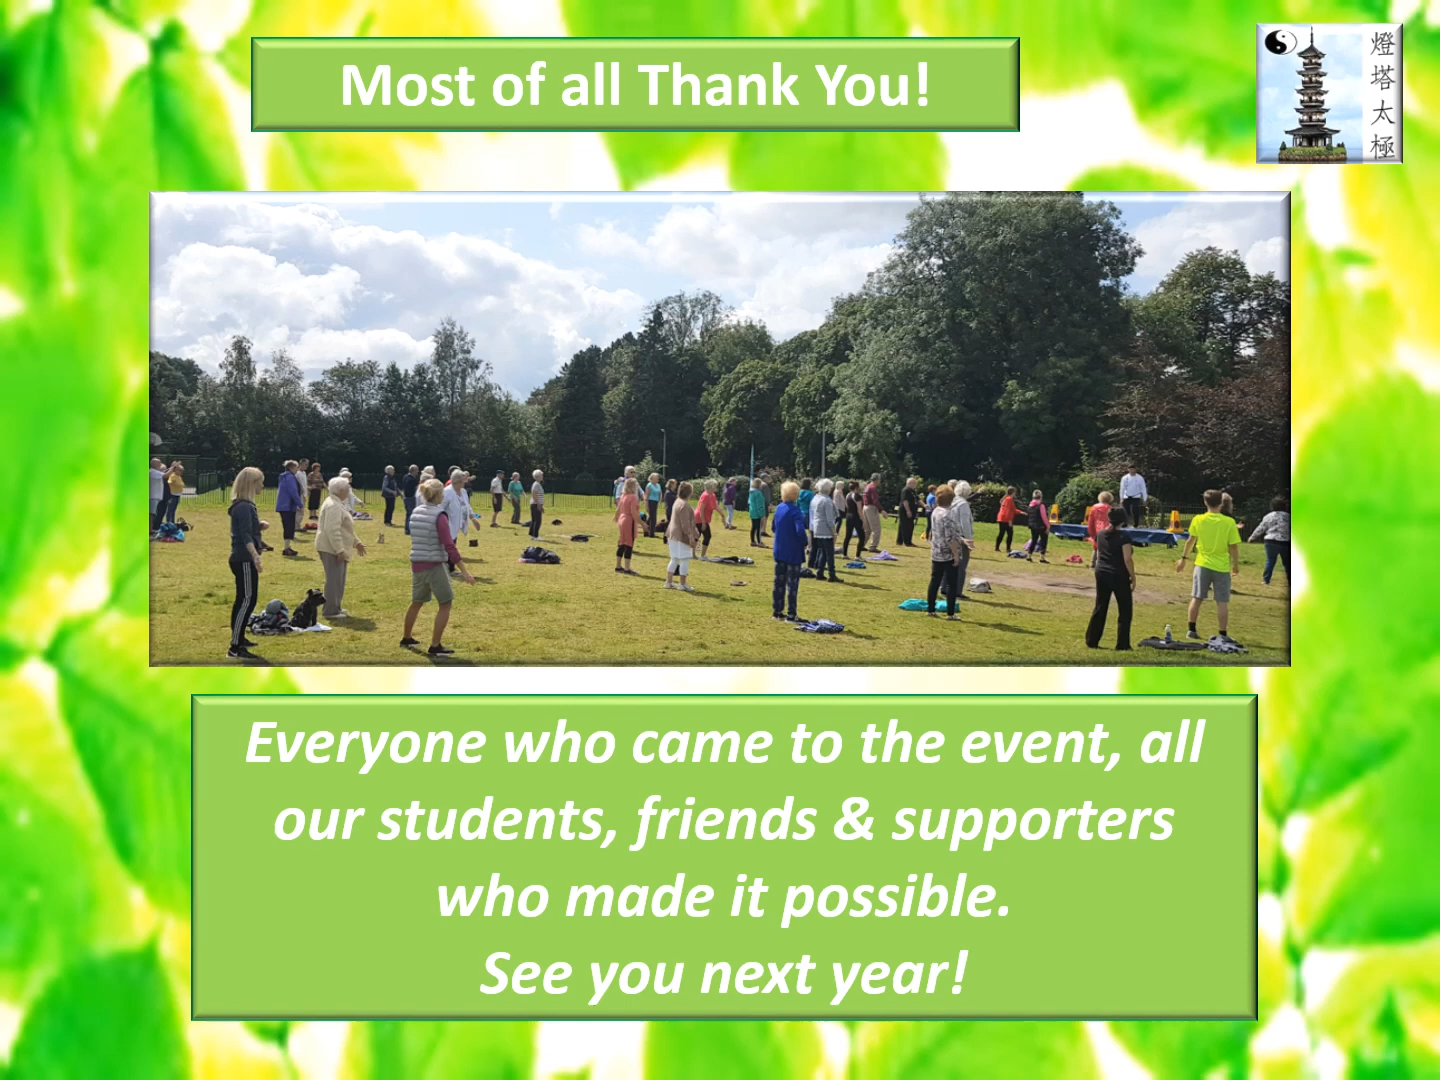 Most of all Thank You!
燈塔太極
Everyone who came to the event, all
our students, friends & supporters
who made it possible.
See you next year!